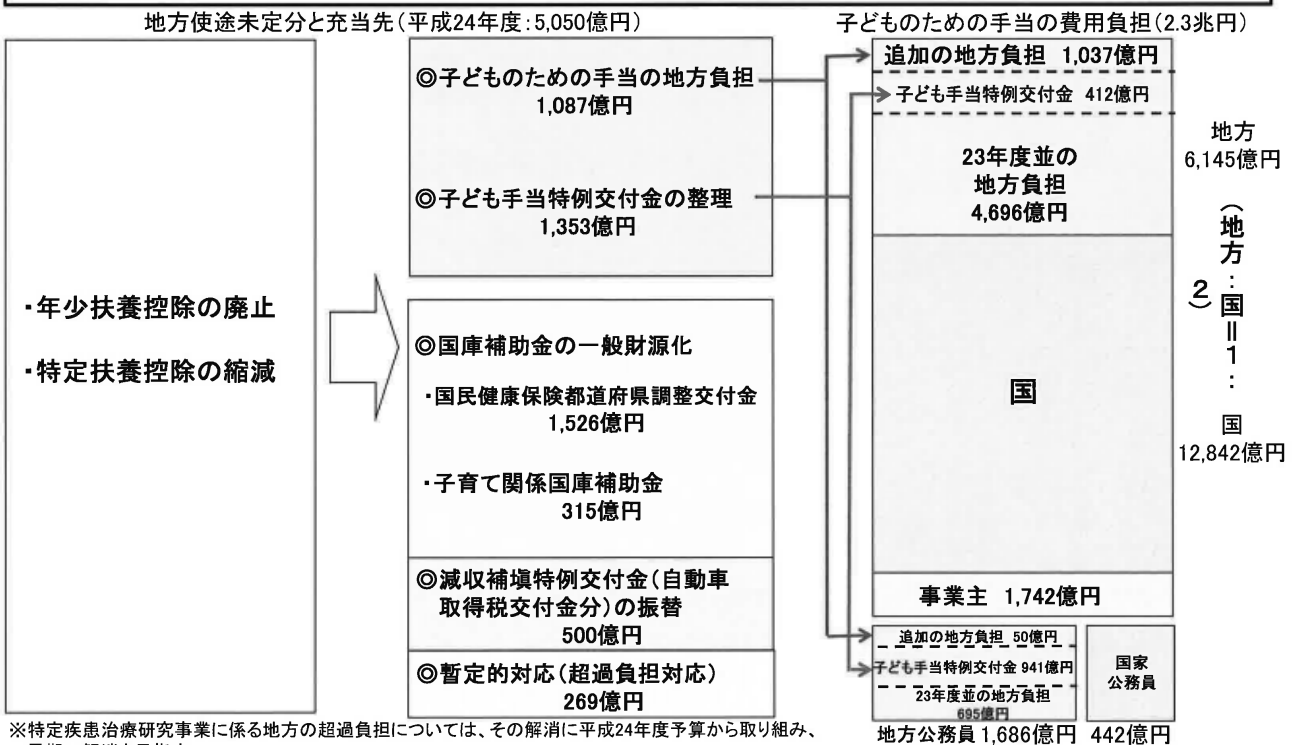 地方使途未定分と充当先(平成24年度:5,050億円)
・年少扶養控除の廃止
・特定扶養控除の縮減
◎子どものための手当の地方負担
1,087億円
◎子ども手当特例交付金の整理
1,353億円
◎国庫補助金の一般財源化
・国民健康保険都道府県調整交付金
1,526億円
・子育て関係国庫補助金
315億円
◎減収補塡特例交付金(自動車
取得税交付金分)の振替
500億円
◎暫定的対応(超過負担対応)
269億円
子どものための手当の費用負担(2.3兆円)
追加の地方負担 1,037億円
子ども手当特例交付金 412億円
23年度並の
地方負担
4,696億円
国
事業主 1,742億円
地方
6,145億円
(地方:国=1:2)
国
12,842億円
追加の地方負担 50億円
子ども手当特例交付金 941億円
23年度並の地方負担
695億円
地方公務員 1,686億円
国家
公務員
442億円
※特定疾患治療研究事業に係る地方の超過負担については、その解消に平成24年度予算から取り組み、